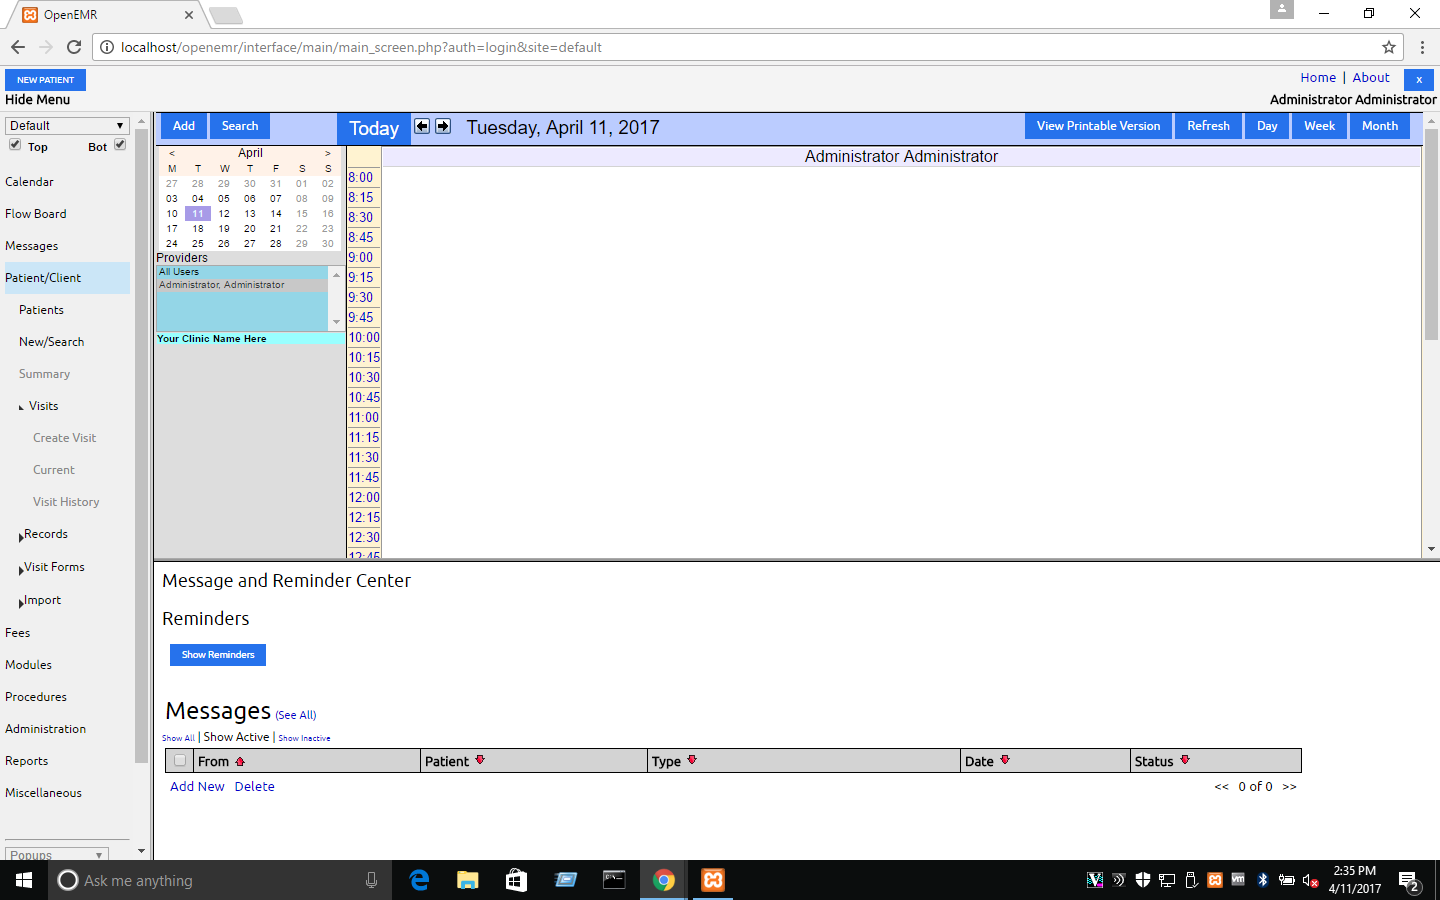 OpenEMR
localhost/openemr/interface/main/main_screen.php?auth=login&site=default
NEW PATIENT
Hide Menu
Home | About
x
Administrator Administrator
Default
Top Bot
Calendar
Flow Board
Messages
Patient/Client
Patients
New/Search
Summary
Visits
Create Visit
Current
Visit History
Records
Visit Forms
Import
Fees
Modules
Procedures
Administration
Reports
Miscellaneous
Popups
Add Search
Today
Tuesday, April 11, 2017
View Printable Version Refresh Day Week Month
< April >
M T W T F S S
27 28 29 30 31 01 02
03 04 05 06 07 08 09
10 11 12 13 14 15 16
17 18 19 20 21 22 23
24 25 26 27 28 29 30
Providers
All Users
Administrator, Administrator
Your Clinic Name Here
Administrator Administrator
8:00
8:15
8:30
8:45
9:00
9:15
9:30
9:45
10:00
10:15
10:30
10:45
11:00
11:15
11:30
11:45
12:00
12:15
12:30
12:45
Message and Reminder Center
Reminders
Show Reminders
Messages (See All)
Show All | Show Active | Show Inactive
From Patient Type Date Status
Add New Delete
<< 0 of 0 >>
Ask me anything
2:35 PM
4/11/2017
2